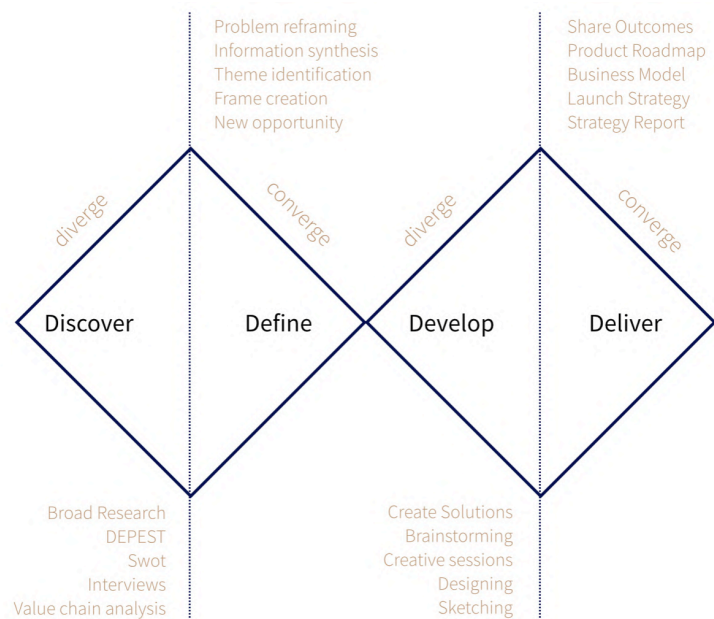 Problem reframing
Information synthesis
Theme identification
Frame creation
New opportunity
Share Outcomes
Product Roadmap
Business Model
Launch Strategy
Strategy Report
diverge
converge
diverge
converge
Discover
Define
Develop
Deliver
Broad Research
DEPEST
Swot
Interviews
Value chain analysis
Create Solutions
Brainstorming
Creative sessions
Designing
Sketching